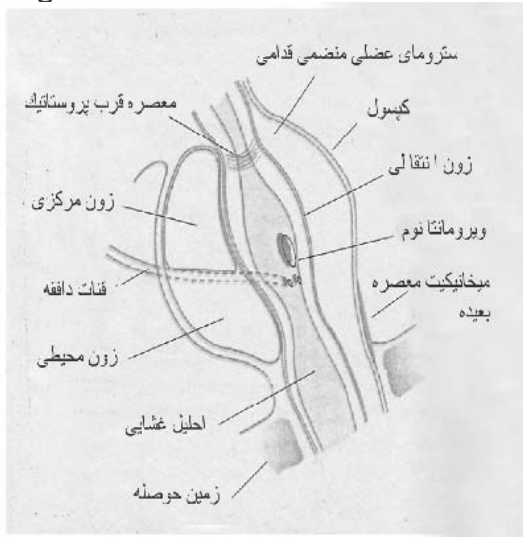 سترومای عضلی منضمی قدامی
معصره قرب پروستاتیك
کپسول
زون انتقالی
زون مرکزی
ویرومانتانوم
قنات دافقه
میخانیکیت معصره
بعیده
زون محیطی
احلیل غشایی
زمین حوصله